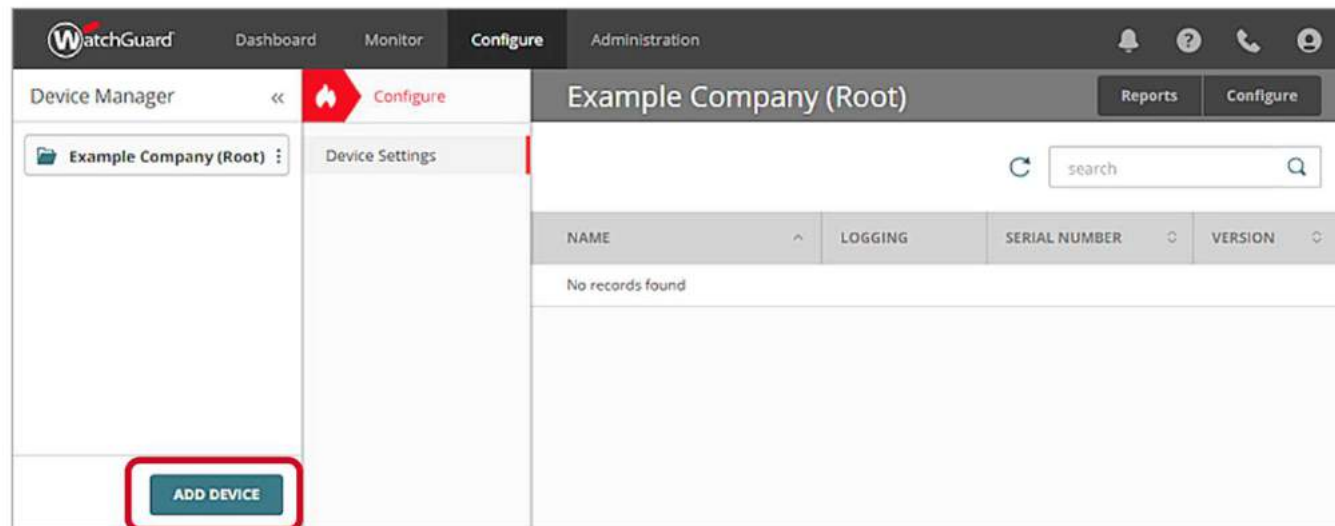 WatchGuard Dashboard Monitor Configure Administration
Device Manager « Configure Example Company (Root) Reports Configure
Example Company (Root) Device Settings search
NAME LOGGING SERIAL NUMBER VERSION
No records found
ADD DEVICE